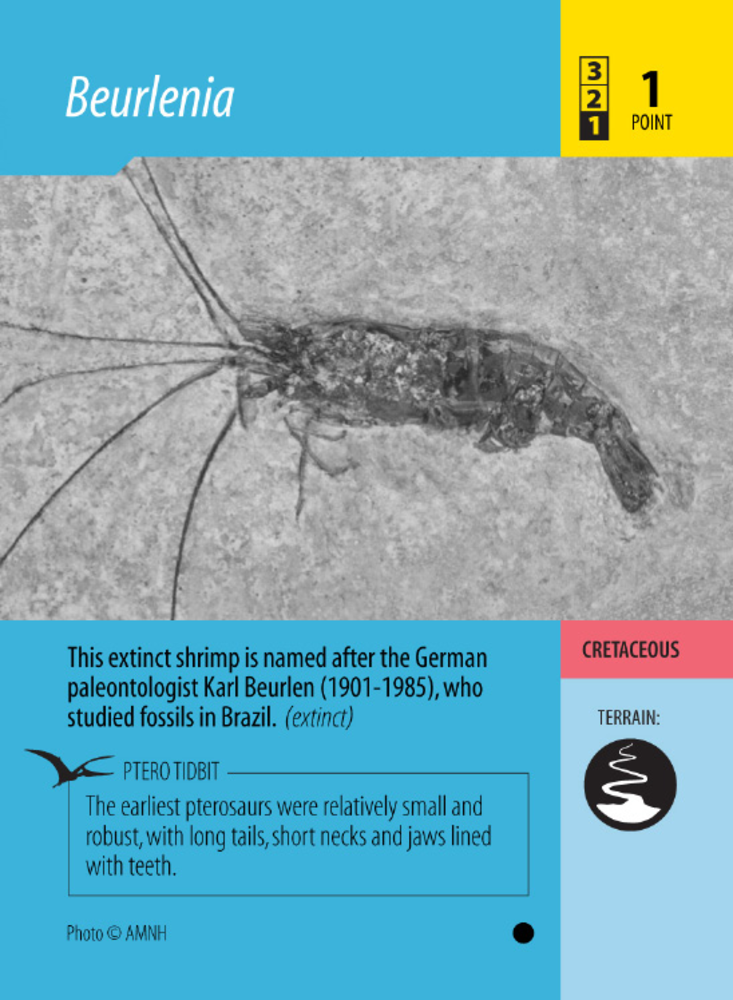 Beurlenia
3
2
1
1
POINT
This extinct shrimp is named after the German
paleontologist Karl Beurlen (1901-1985), who
studied fossils in Brazil. (extinct)
CRETACEOUS
TERRAIN:
PTERO TIDBIT
The earliest pterosaurs were relatively small and
robust, with long tails, short necks and jaws lined
with teeth.
Photo © AMNH